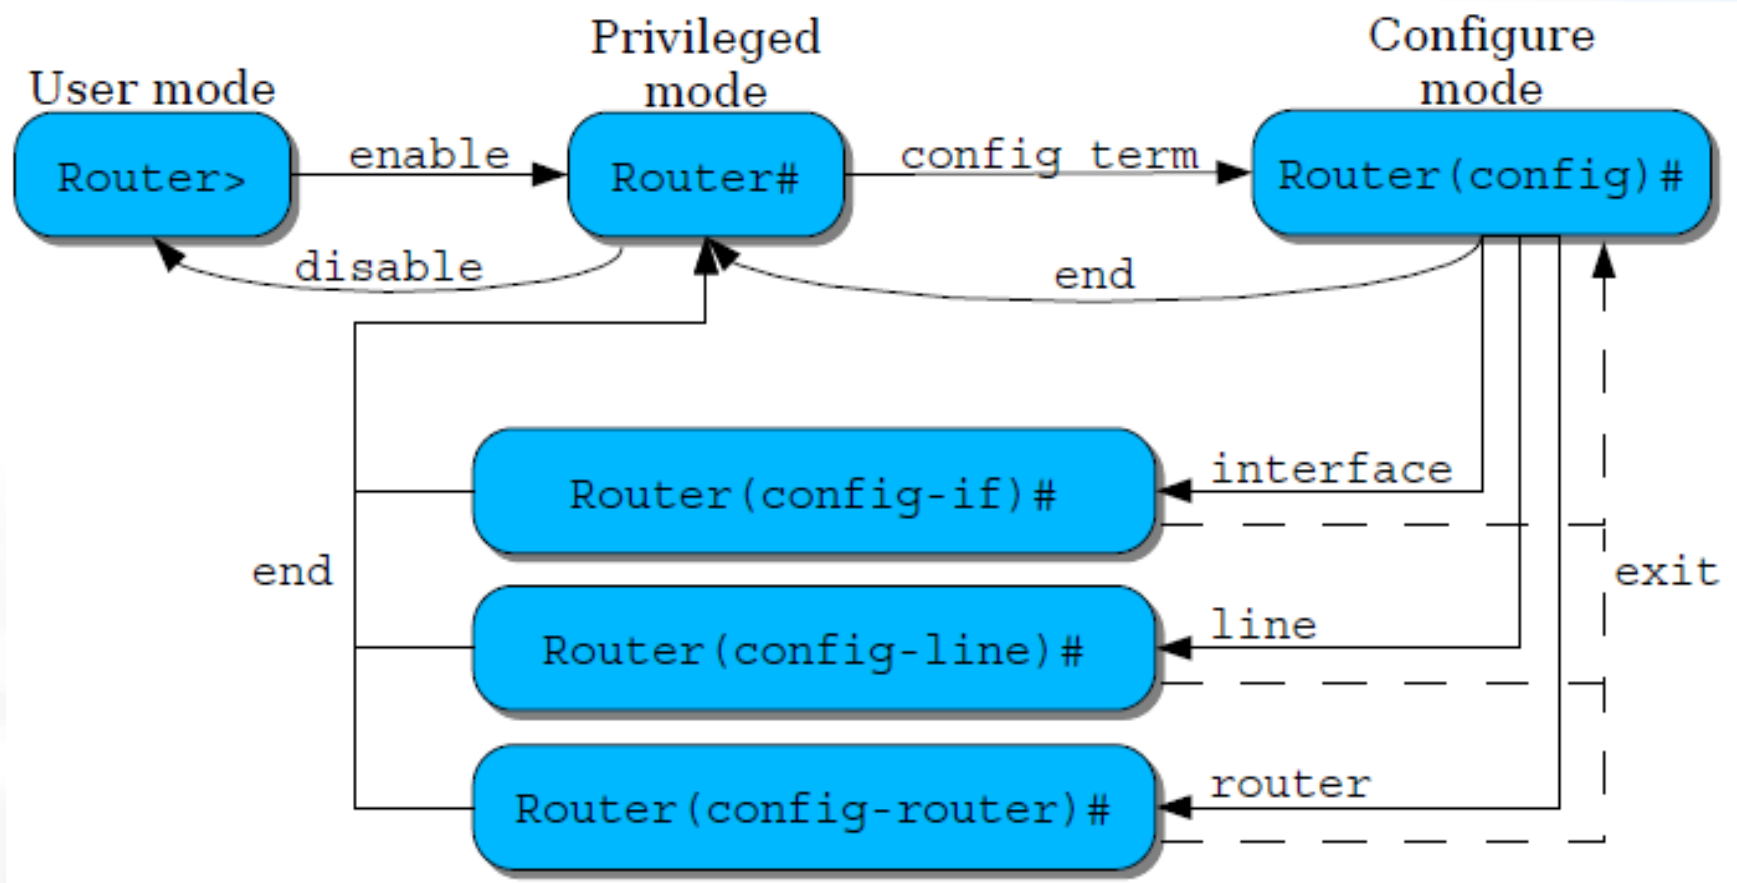 User mode
Privileged
mode
Configure
mode
Router>
enable
Router#
config term
Router(config)#
disable
end
Router(config-if)#
interface
end
exit
Router(config-line)#
line
Router(config-router)#
router